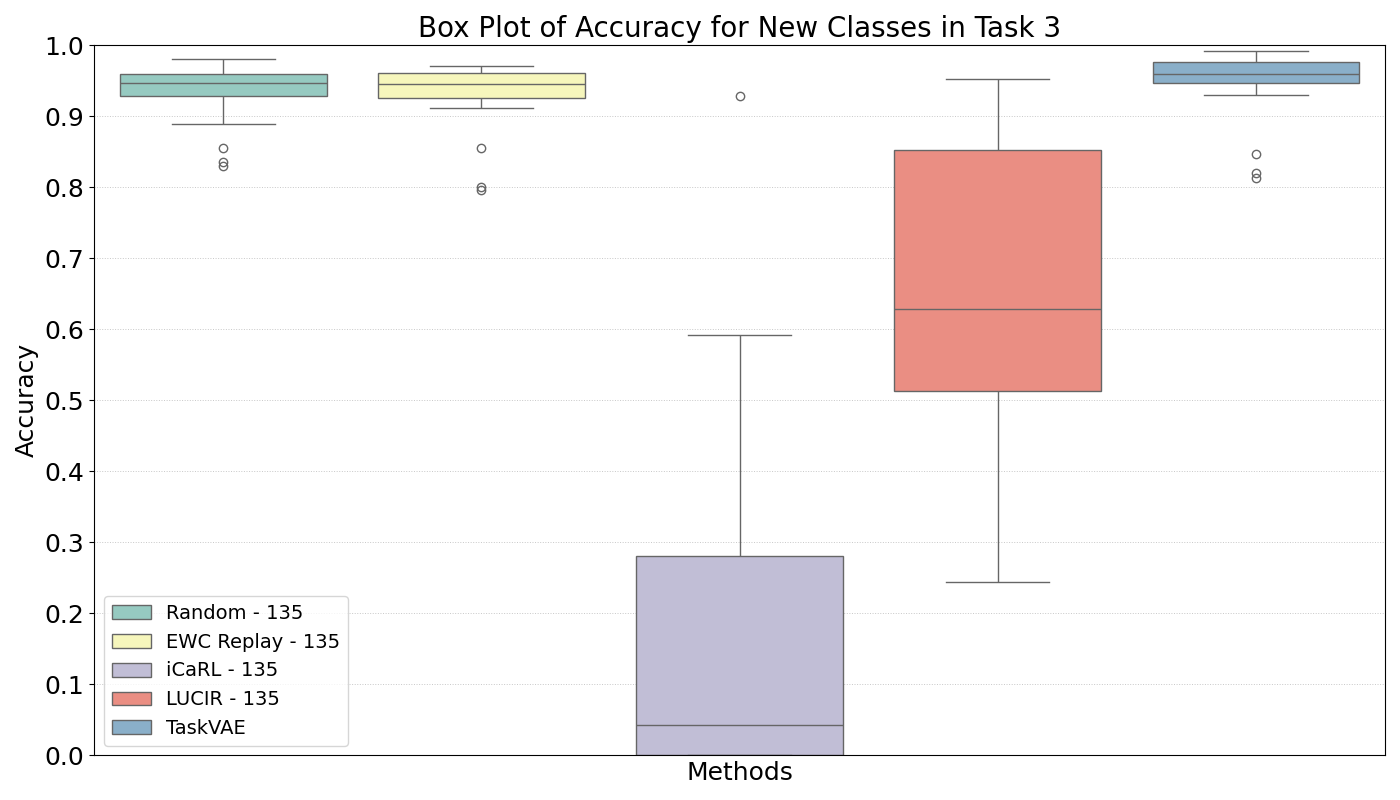 Box Plot of Accuracy for New Classes in Task 3
1.0
0.9
0.8
0.7
0.6
0.5
0.4
0.3
0.2
0.1
0.0
Accuracy
Random - 135
EWC Replay - 135
iCaRL - 135
LUCIR - 135
TaskVAE
Methods